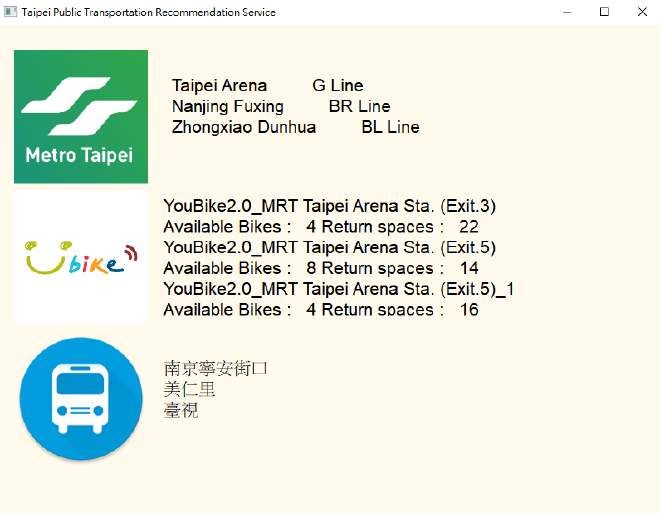 Taipei Public Transportation Recommendation Service
Taipei Arena G Line
Nanjing Fuxing BR Line
Zhongxiao Dunhua BL Line
Metro Taipei
YouBike2.0_MRT Taipei Arena Sta. (Exit.3)
Available Bikes : 4 Return spaces : 22
YouBike2.0_MRT Taipei Arena Sta. (Exit.5)
Available Bikes : 8 Return spaces : 14
YouBike2.0_MRT Taipei Arena Sta. (Exit.5)_1
Available Bikes : 4 Return spaces : 16
Ubike
南京寧安街口
美仁里
臺視